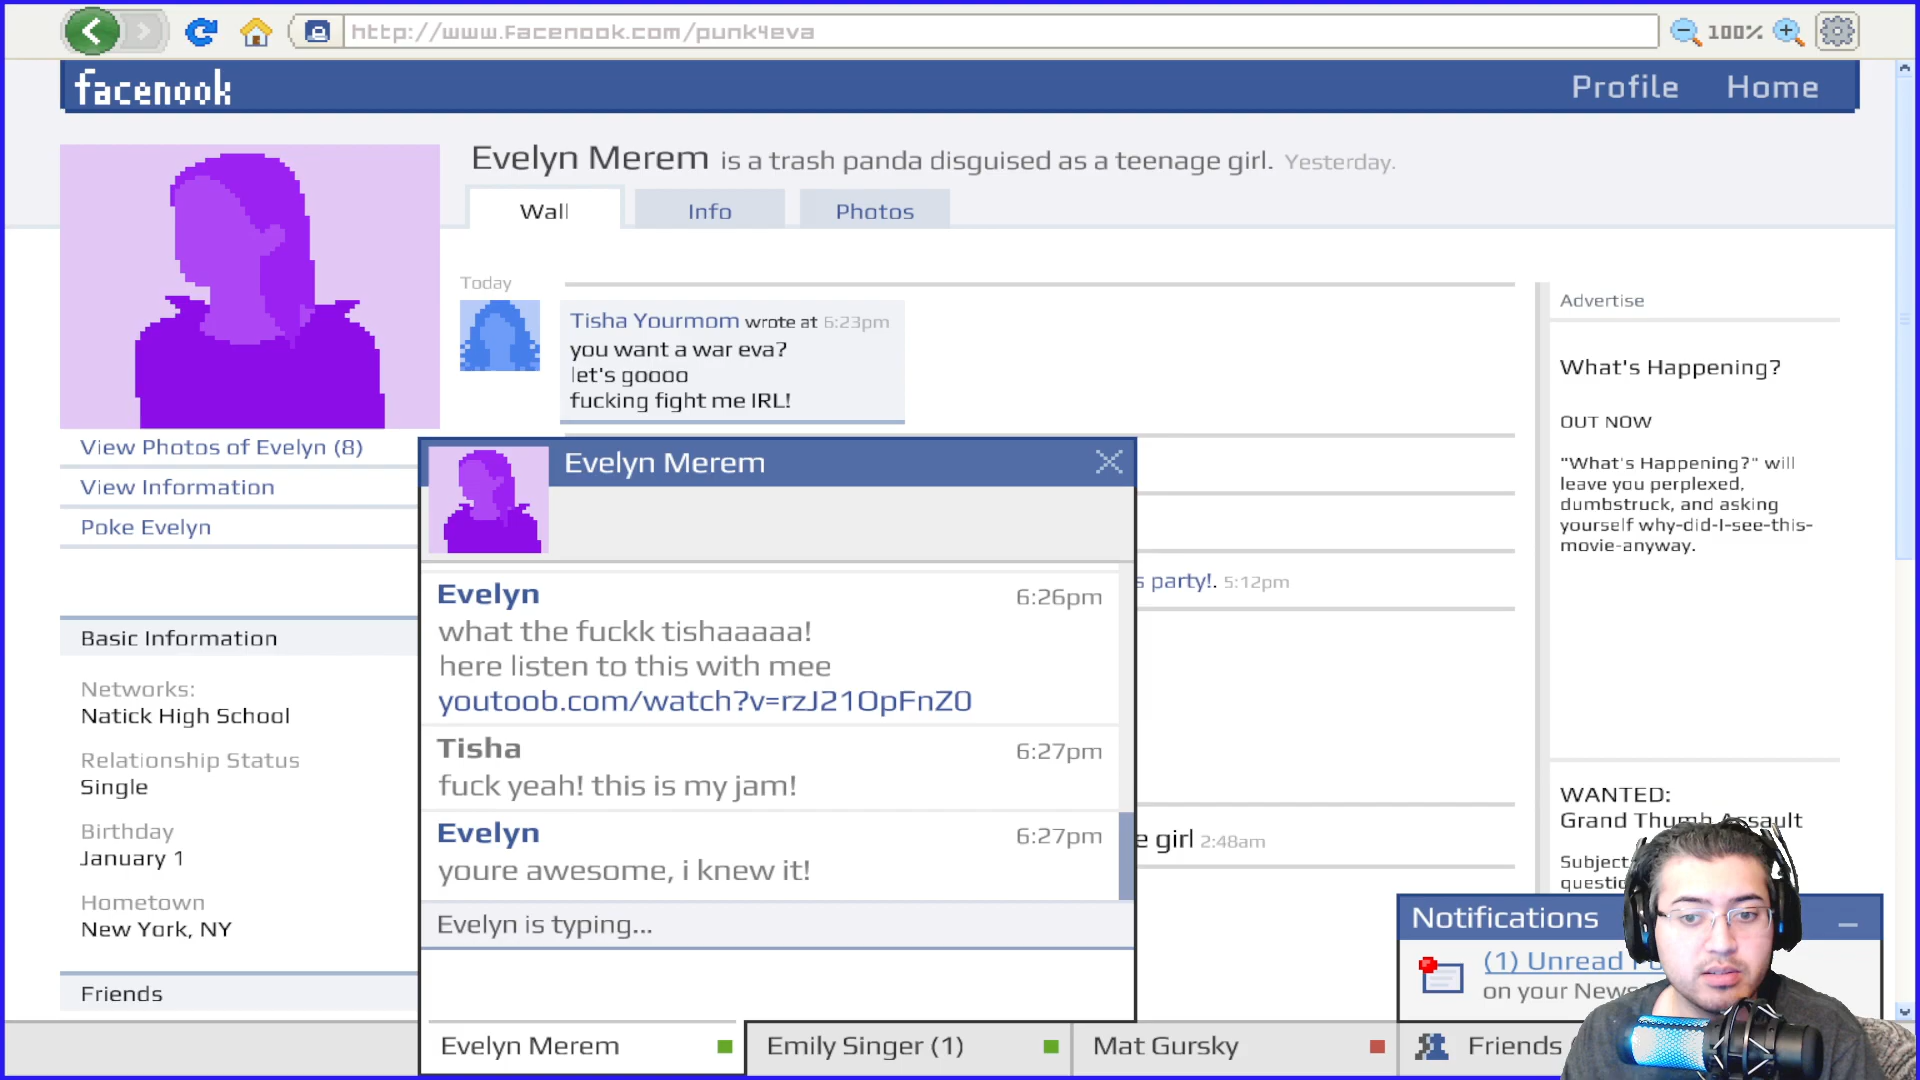 http://www.facenook.com/punk4eva
100%
facenook
Profile
Home
Evelyn Merem is a trash panda disguised as a teenage girl. Yesterday.
Wall
Info
Photos
Today
Tisha Yourmom wrote at 6:23pm
you want a war eva?
let's goooo
fucking fight me IRL!
View Photos of Evelyn (8)
View Information
Poke Evelyn
Basic Information
Networks:
Natick High School
Relationship Status
Single
Birthday
January 1
Hometown
New York, NY
Friends
Evelyn Merem
Evelyn 6:26pm
what the fuckk tishaaaaa!
here listen to this with mee
youtoob.com/watch?v=rzJ21OpFnZ0
Tisha 6:27pm
fuck yeah! this is my jam!
Evelyn 6:27pm
youre awesome, i knew it!
Evelyn is typing...
s party!. 5:12pm
girl 2:48am
Advertise
What's Happening?
OUT NOW
"What's Happening?" will
leave you perplexed,
dumbstruck, and asking
yourself why-did-I-see-this-
movie-anyway.
WANTED:
Grand Thumb Assault
Notifications
(1) Unread
on your News
Evelyn Merem
Emily Singer (1)
Mat Gursky
Friends